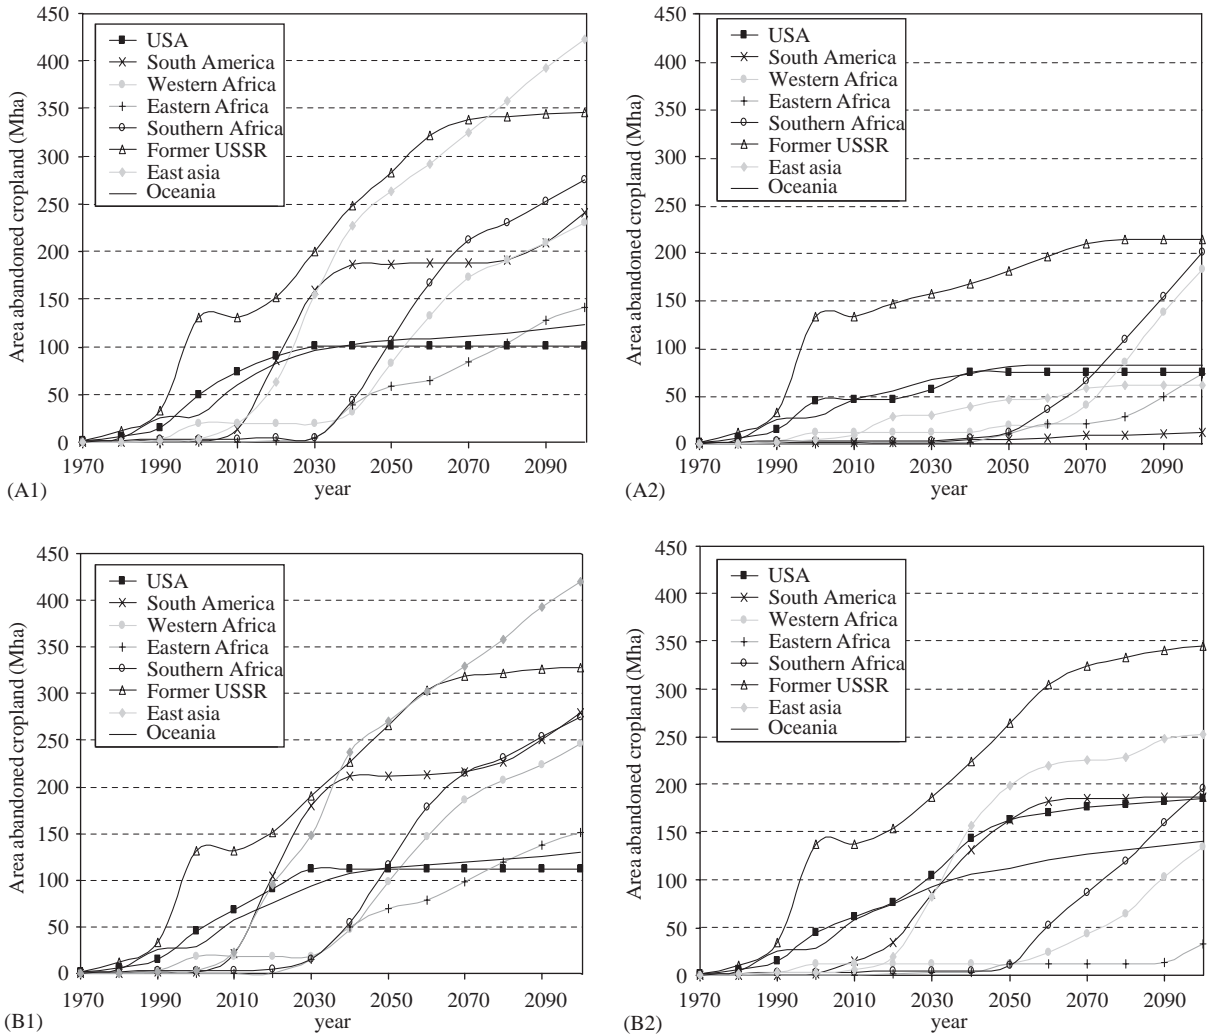 450
400
350
300
250
200
150
100
50
0
Area abandoned cropland (Mha)
USA
South America
Western Africa
Eastern Africa
Southern Africa
Former USSR
East asia
Oceania
1970 1990 2010 2030 2050 2070 2090
year
(A1)
450
400
350
300
250
200
150
100
50
0
Area abandoned cropland (Mha)
USA
South America
Western Africa
Eastern Africa
Southern Africa
Former USSR
East asia
Oceania
1970 1990 2010 2030 2050 2070 2090
year
(A2)
450
400
350
300
250
200
150
100
50
0
Area abandoned cropland (Mha)
USA
South America
Western Africa
Eastern Africa
Southern Africa
Former USSR
East asia
Oceania
1970 1990 2010 2030 2050 2070 2090
year
(B1)
450
400
350
300
250
200
150
100
50
0
Area abandoned cropland (Mha)
USA
South America
Western Africa
Eastern Africa
Southern Africa
Former USSR
East asia
Oceania
1970 1990 2010 2030 2050 2070 2090
year
(B2)